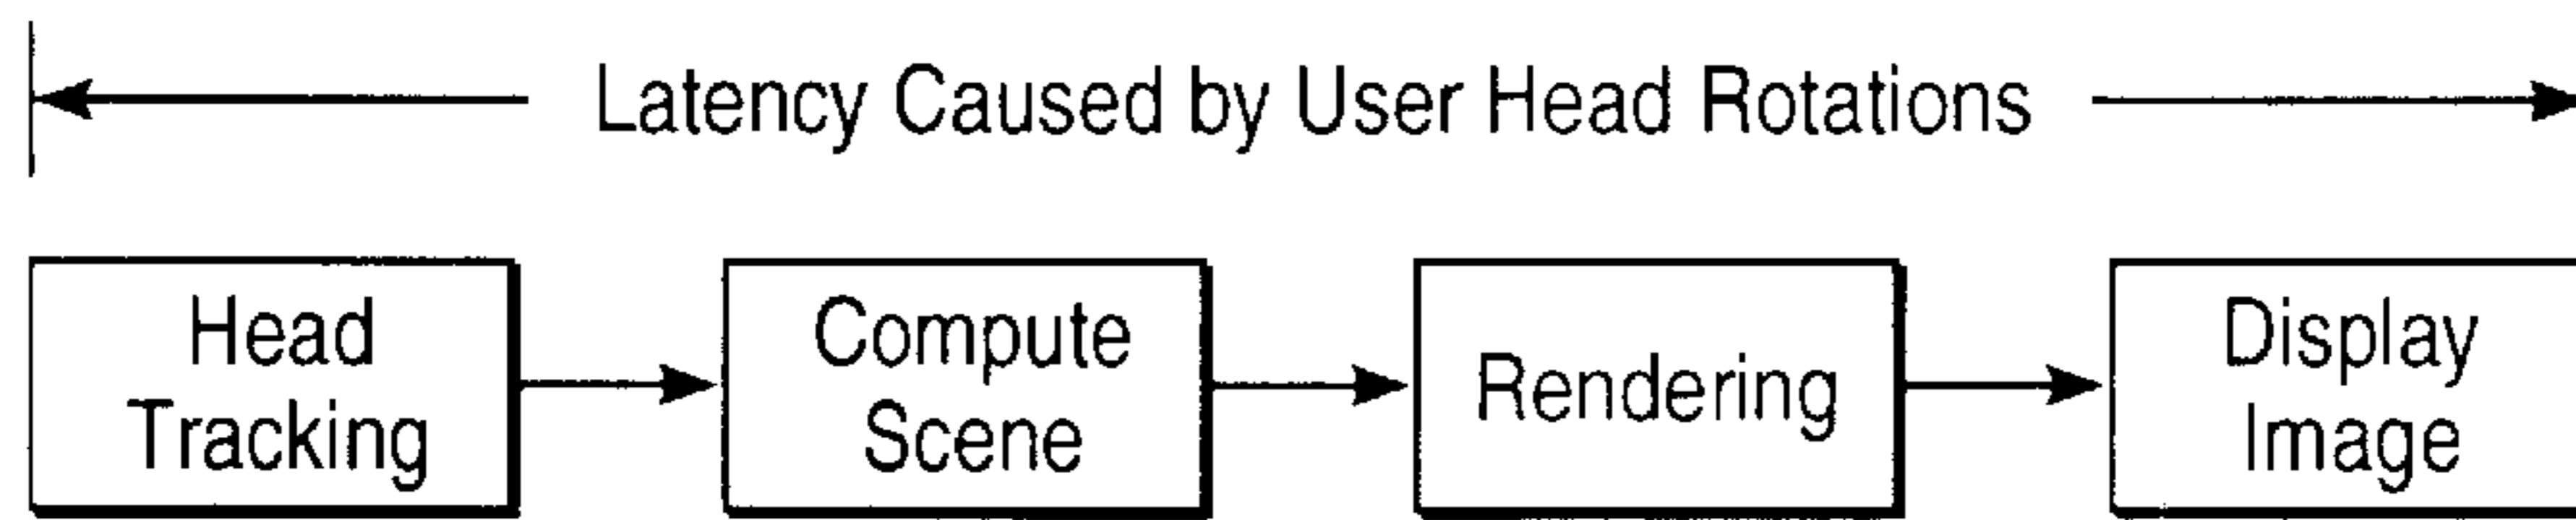 Latency Caused by User Head Rotations
Head
Tracking
Compute
Scene
Rendering
Display
Image